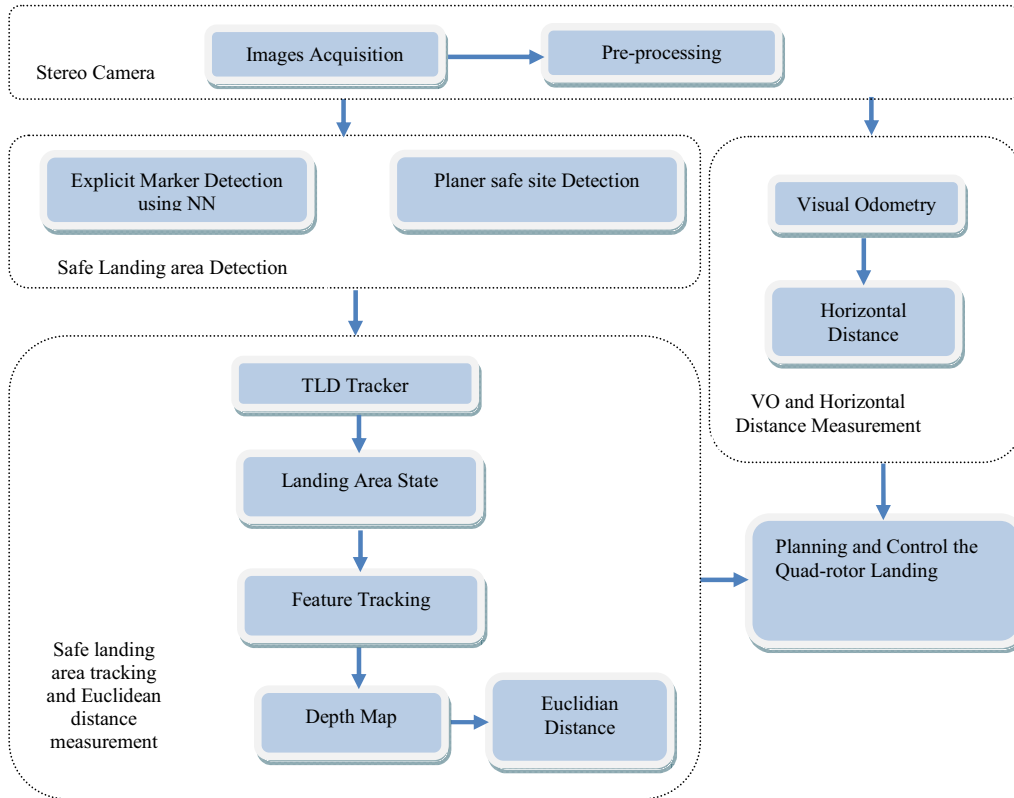 Images Acquisition
Pre-processing
Stereo Camera
Explicit Marker Detection
using NN
Planer safe site Detection
Safe Landing area Detection
Visual Odometry
Horizontal
Distance
VO and Horizontal
Distance Measurement
TLD Tracker
Landing Area State
Feature Tracking
Depth Map
Euclidian
Distance
Safe landing
area tracking
and Euclidean
distance
measurement
Planning and Control the
Quad-rotor Landing